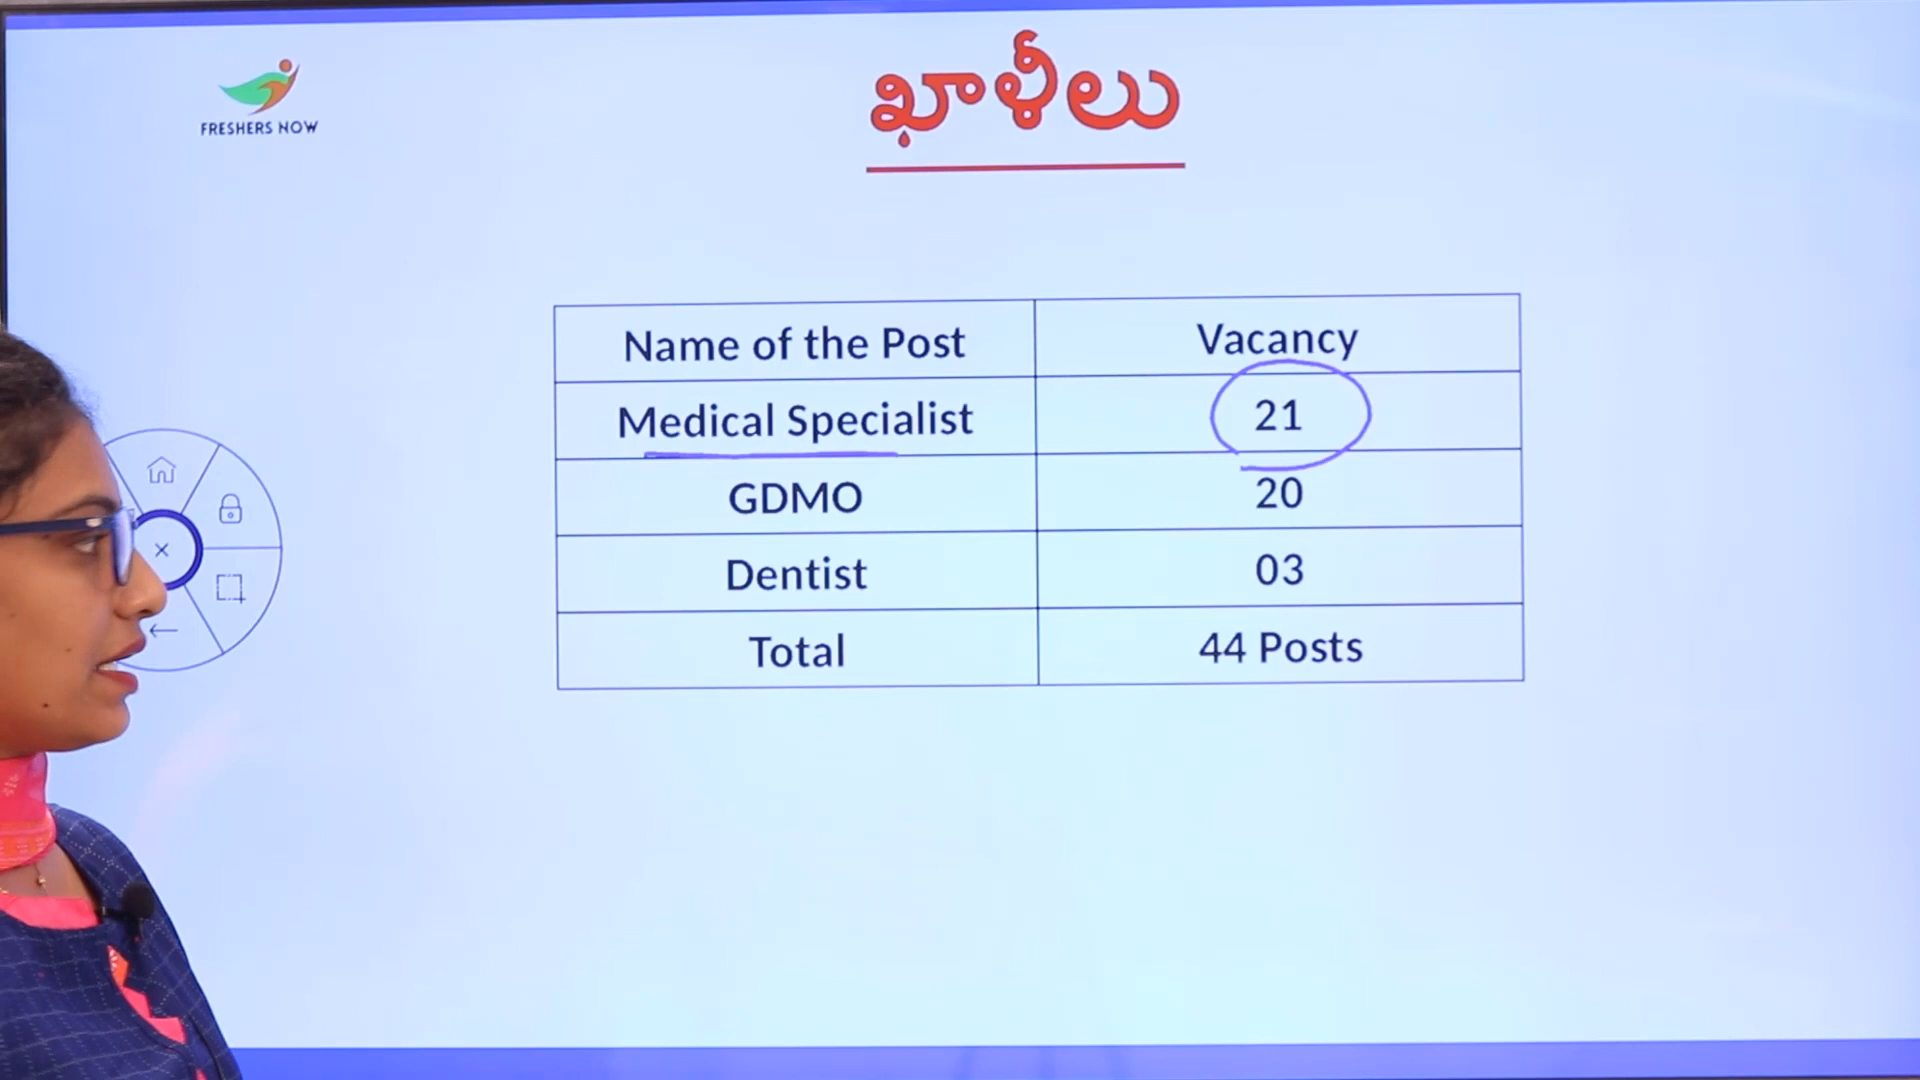 FRESHERS NOW
ఖాళీలు
Name of the Post Vacancy
Medical Specialist 21
GDMO 20
Dentist 03
Total 44 Posts